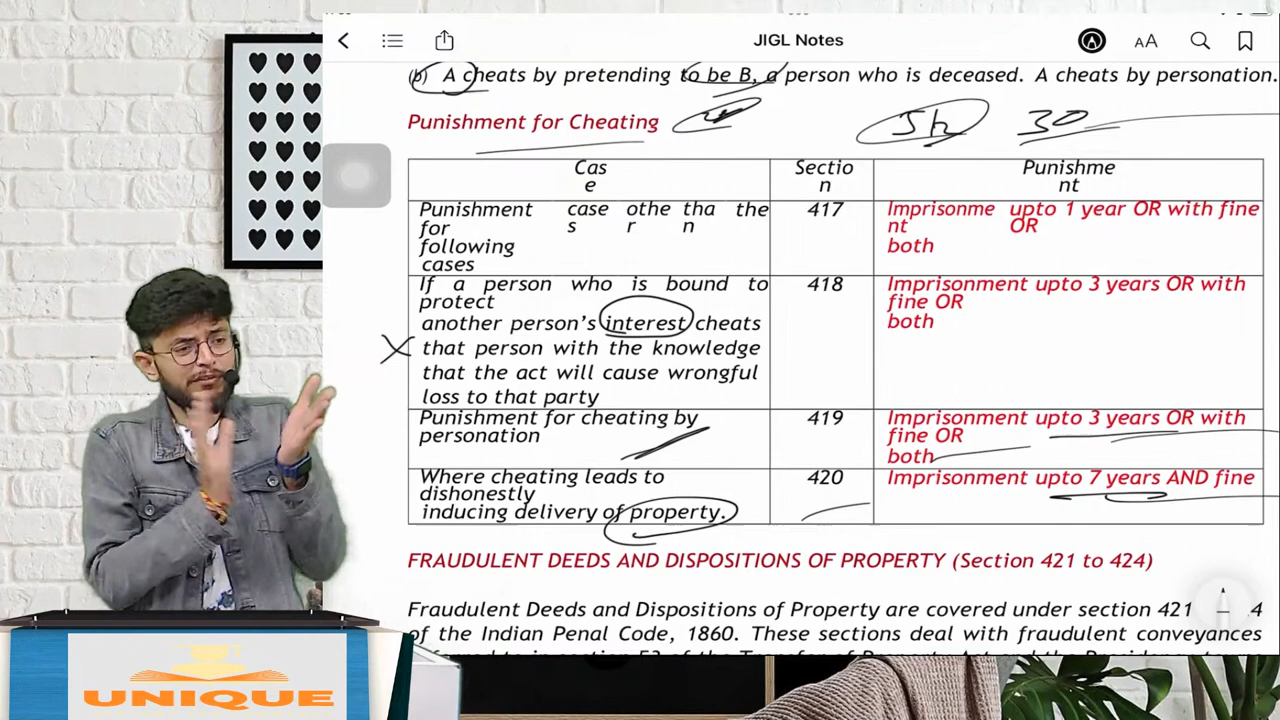 JIGL Notes
AA
(b) A cheats by pretending to be B, a person who is deceased. A cheats by personation.
Punishment for Cheating
30
Cas
e
Sectio
n
Punishme
nt
Punishment case othe tha the
for s r n
following
cases
417
Imprisonme upto 1 year OR with fine
nt OR
both
If a person who is bound to
protect
another person's interest cheats
that person with the knowledge
that the act will cause wrongful
loss to that party
418
Imprisonment upto 3 years OR with
fine OR
both
Punishment for cheating by
personation
419
Imprisonment upto 3 years OR with
fine OR
both
Where cheating leads to
dishonestly
inducing delivery of property.
420
Imprisonment upto 7 years AND fine
FRAUDULENT DEEDS AND DISPOSITIONS OF PROPERTY (Section 421 to 424)
Fraudulent Deeds and Dispositions of Property are covered under section 421 4
of the Indian Penal Code, 1860. These sections deal with fraudulent conveyances
UNIQUE